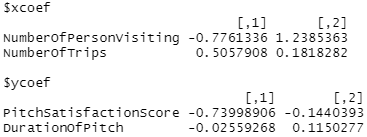 $xcoef
[,1] [,2]
NumberOfPersonVisiting -0.7761336 1.2385363
NumberOfTrips 0.5057908 0.1818282
$ycoef
[,1] [,2]
PitchSatisfactionScore -0.73998906 -0.1440393
DurationOfPitch -0.02559268 0.1150277